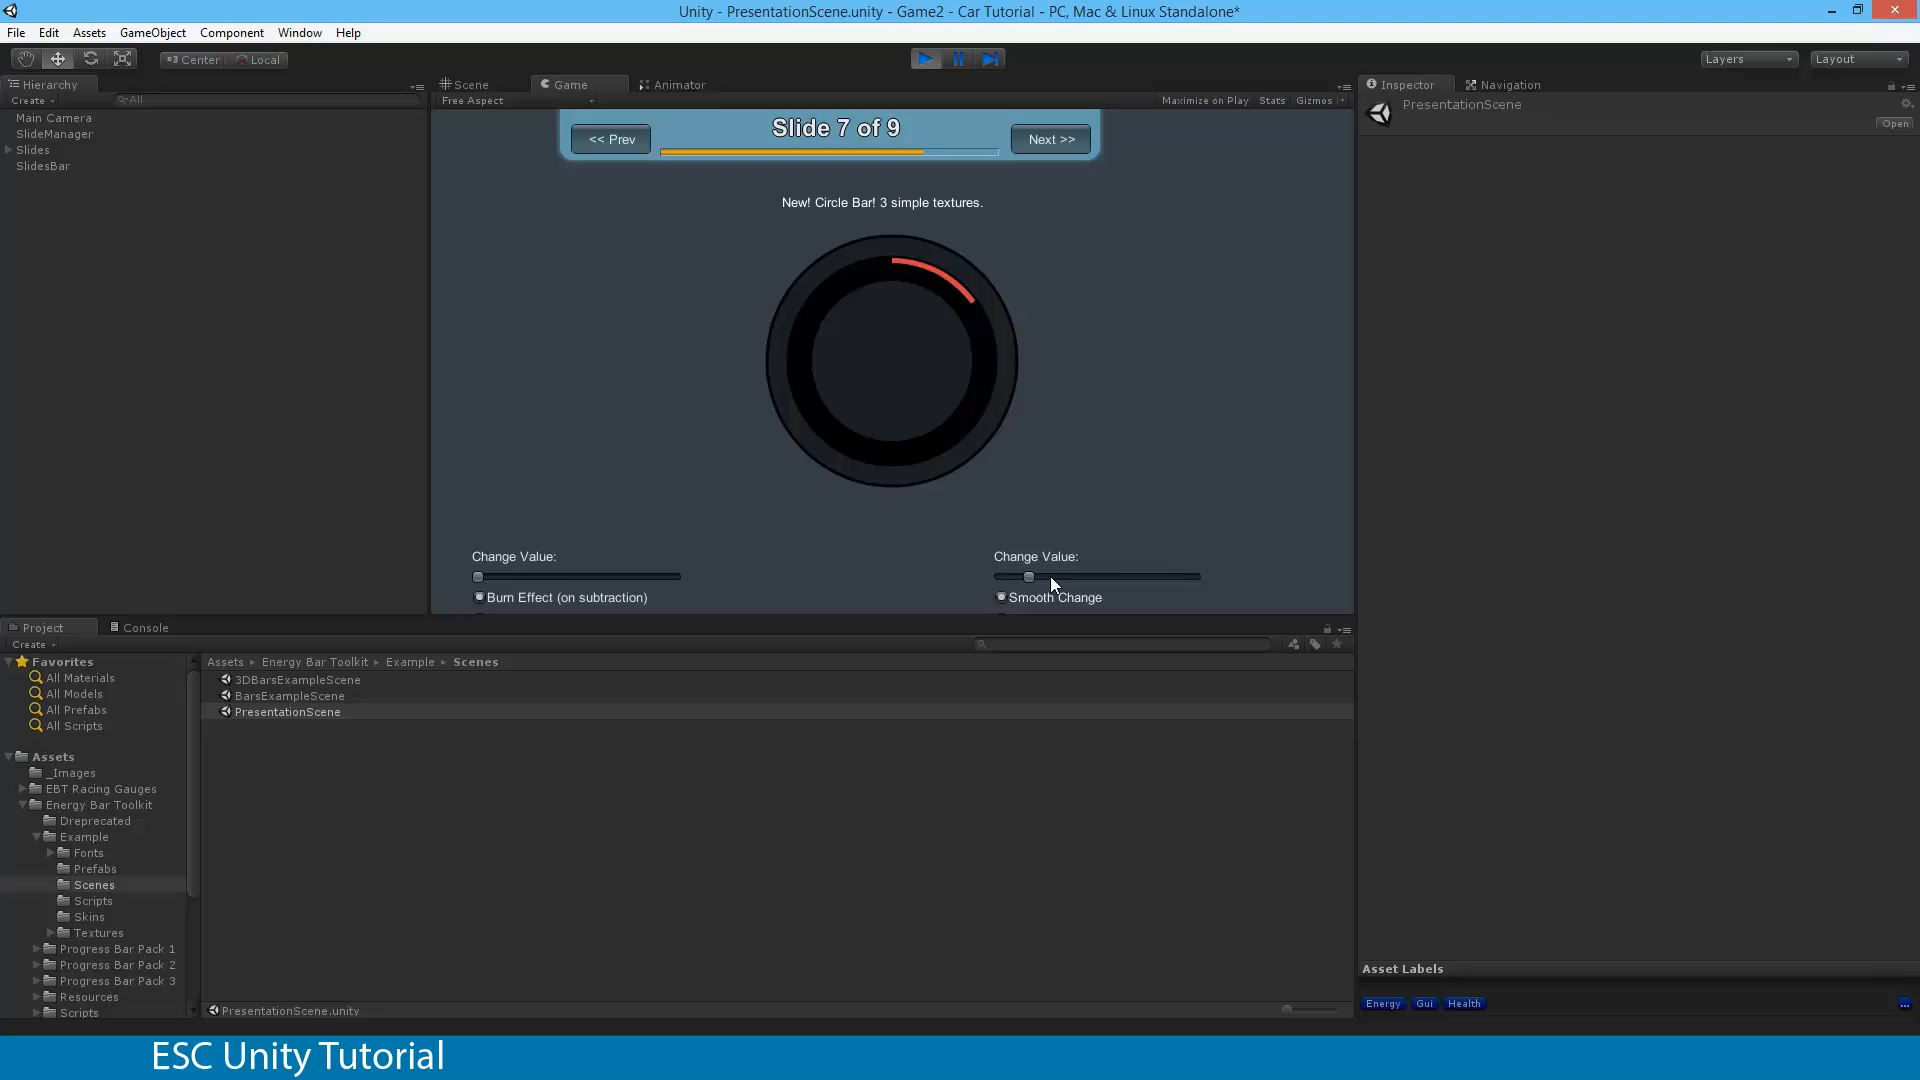 Unity - PresentationScene.unity - Game2 - Car Tutorial - PC, Mac & Linux Standalone*
File Edit Assets GameObject Component Window Help
Center Local
Layers Layout
Hierarchy
Create All
Main Camera
SlideManager
Slides
SlidesBar
Scene Game Animator
Free Aspect Maximize on Play Stats Gizmos
<< Prev Slide 7 of 9 Next >>
New! Circle Bar! 3 simple textures.
Change Value: Change Value:
Burn Effect (on subtraction) Smooth Change
Inspector Navigation
PresentationScene
Open
Project Console
Create
Favorites
All Materials
All Models
All Prefabs
All Scripts
Assets
_Images
EBT Racing Gauges
Energy Bar Toolkit
Dreprecated
Example
Fonts
Prefabs
Scenes
Scripts
Skins
Textures
Progress Bar Pack 1
Progress Bar Pack 2
Progress Bar Pack 3
Resources
Scripts
Assets Energy Bar Toolkit Example Scenes
3DBarsExampleScene
BarsExampleScene
PresentationScene
PresentationScene.unity
Asset Labels
Energy Gui Health ...
ESC Unity Tutorial